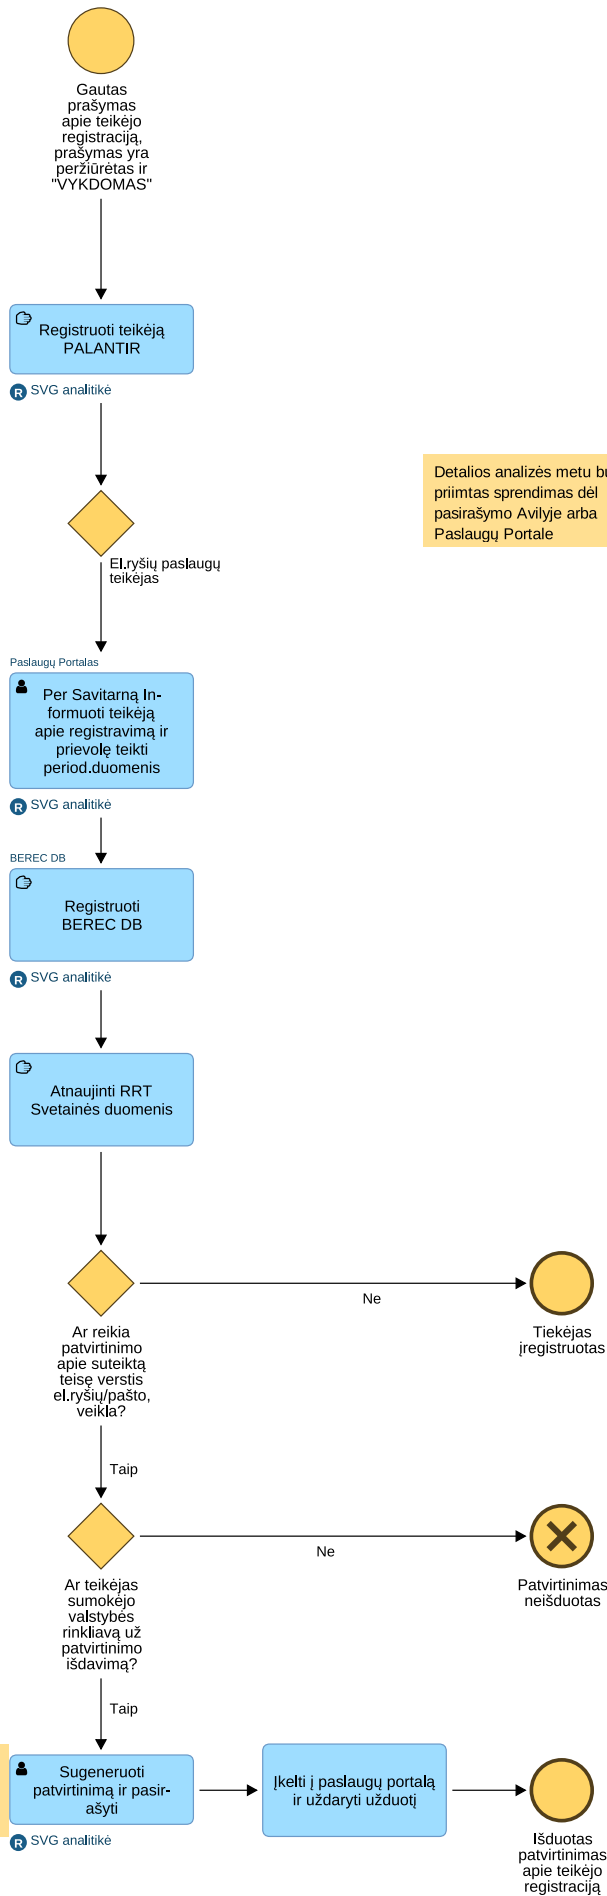 Gautas
prašymas
apie teikėjo
registraciją,
prašymas yra
peržiūrėtas ir
"VYKDOMAS"
Registruoti teikėją
PALANTIR
R SVG analitikė
Detalios analizės metu bu
priimtas sprendimas dėl
pasirašymo Avilyje arba
Paslaugų Portale
El.ryšių paslaugų
teikėjas
Paslaugų Portalas
Per Savitarną In-
formuoti teikėją
apie registravimą ir
prievolę teikti
period.duomenis
R SVG analitikė
BEREC DB
Registruoti
BEREC DB
R SVG analitikė
Atnaujinti RRT
Svetainės duomenis
Ne
Tiekėjas
įregistruotas
Ar reikia
patvirtinimo
apie suteiktą
teisę verstis
el.ryšių/pašto,
veikla?
Taip
Ne
Patvirtinimas
neišduotas
Ar teikėjas
sumokėjo
valstybės
rinkliavą už
patvirtinimo
išdavimą?
Taip
Sugeneruoti
patvirtinimą ir pasir-
ašyti
R SVG analitikė
Įkelti į paslaugų portalą
ir uždaryti užduotį
Išduotas
patvirtinimas
apie teikėjo
registraciją